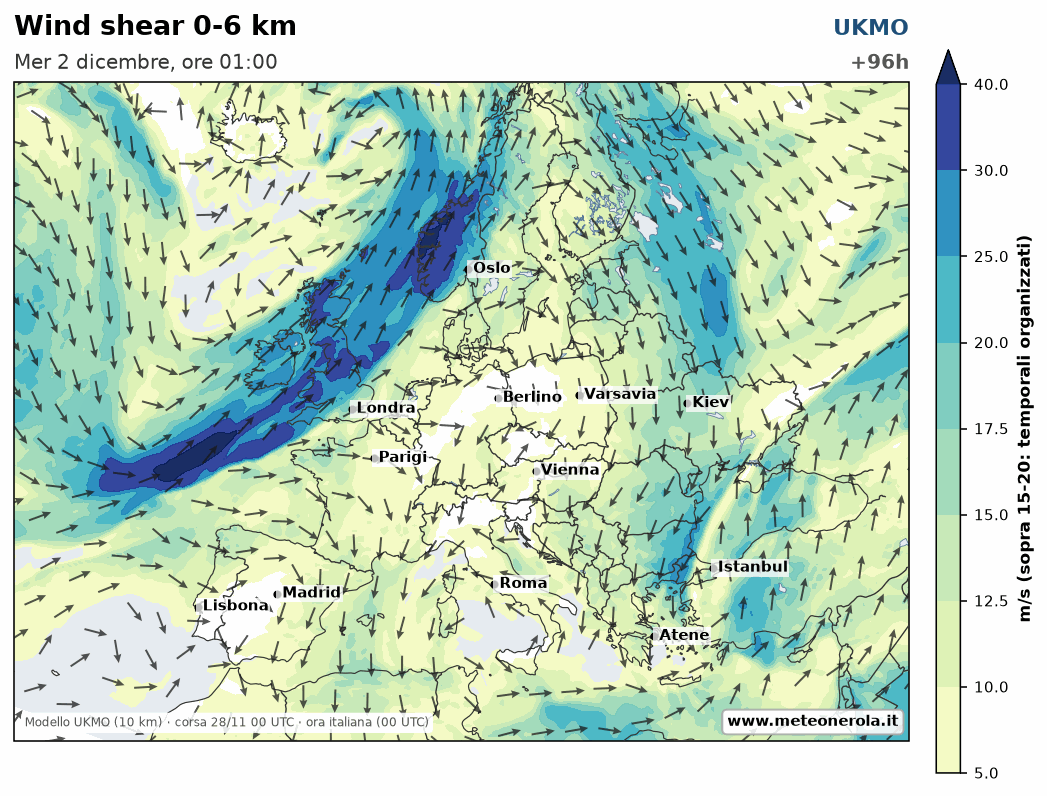 Wind shear 0-6 km
UKMO
Mer 2 dicembre, ore 01:00
+96h
40.0
30.0
25.0
20.0
17.5
15.0
12.5
10.0
5.0
m/s (sopra 15-20: temporali organizzati)
Oslo
Berlino
Varsavia
Kiev
Londra
Parigi
Vienna
Istanbul
Roma
Madrid
Lisbona
Atene
Modello UKMO (10 km) · corsa 28/11 00 UTC · ora italiana (00 UTC)
www.meteonerola.it